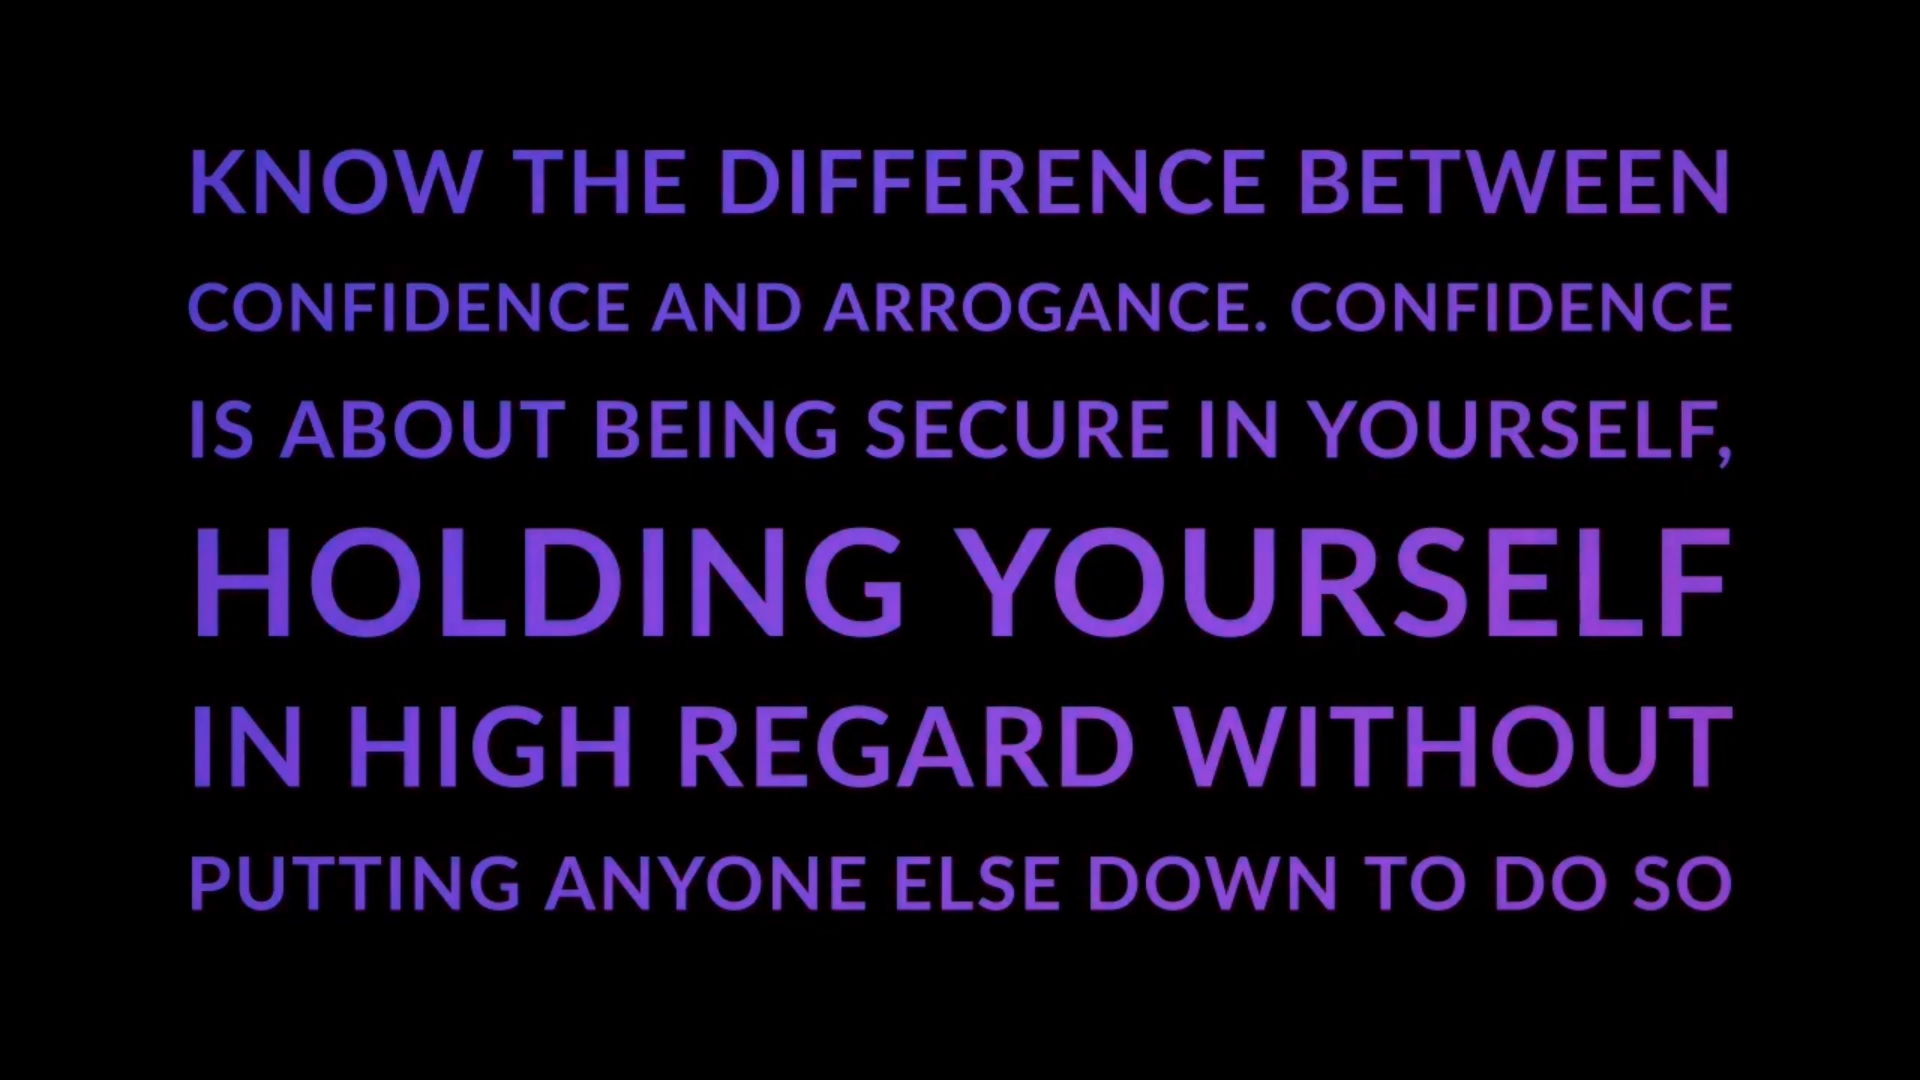 KNOW THE DIFFERENCE BETWEEN
CONFIDENCE AND ARROGANCE. CONFIDENCE
IS ABOUT BEING SECURE IN YOURSELF,
HOLDING YOURSELF
IN HIGH REGARD WITHOUT
PUTTING ANYONE ELSE DOWN TO DO SO